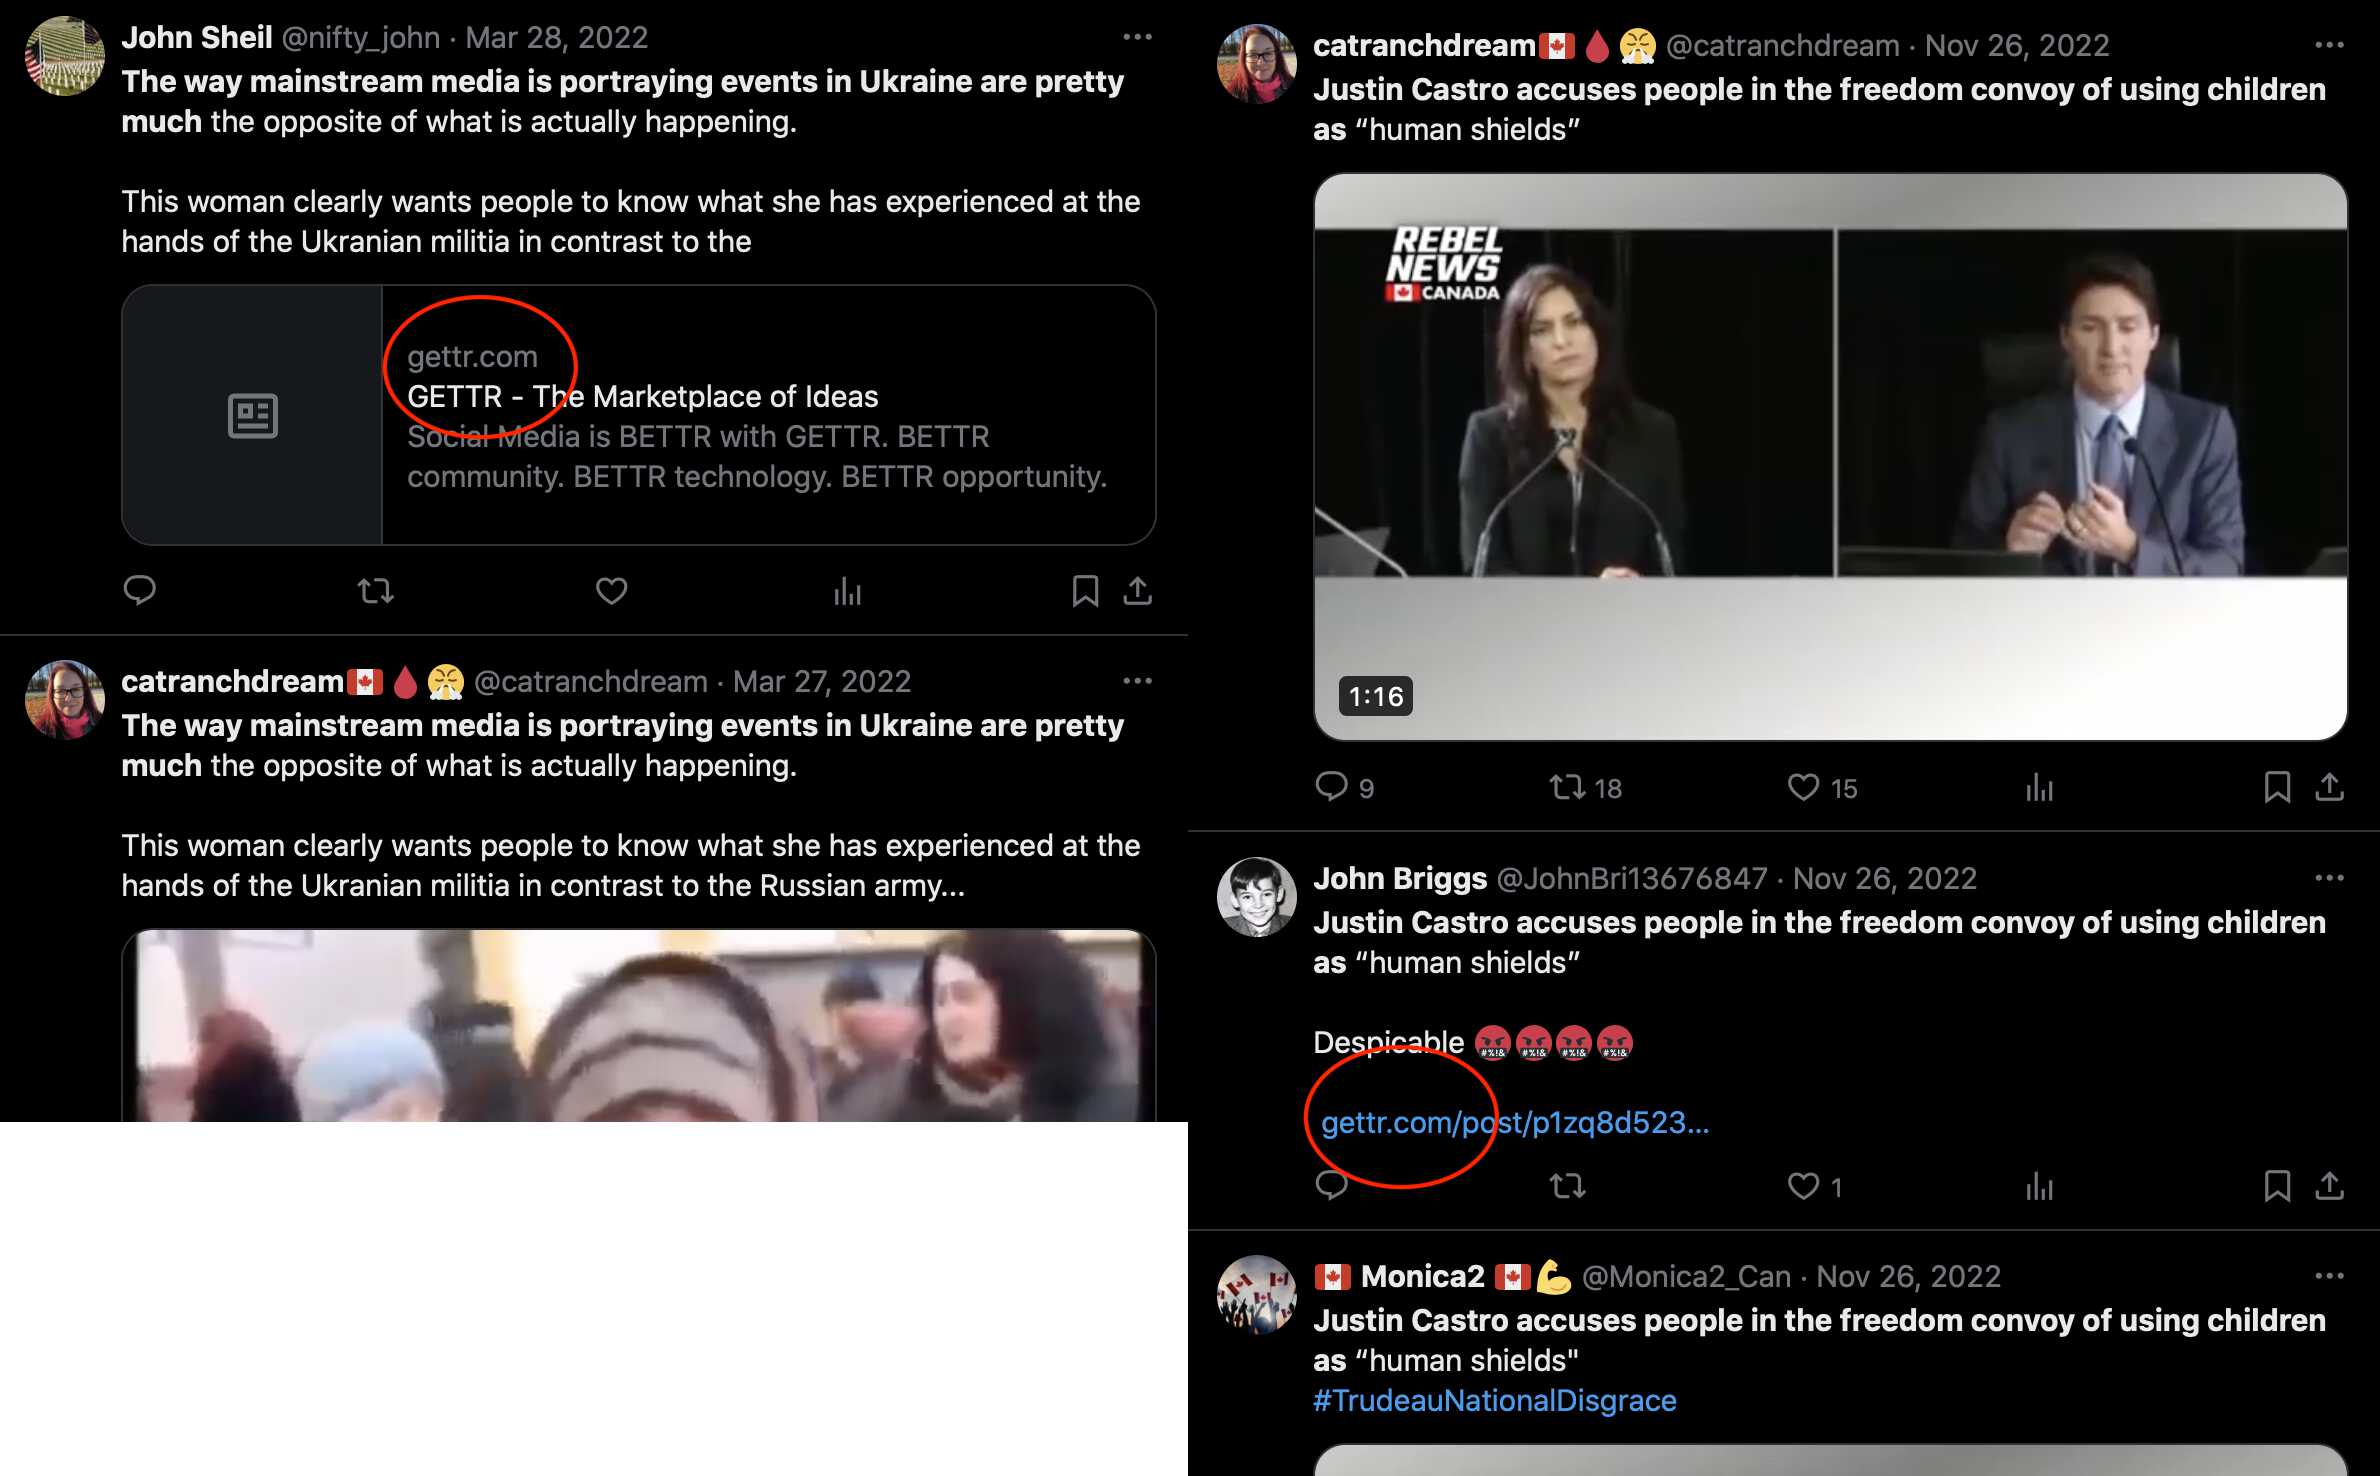 John Sheil @nifty_john · Mar 28, 2022
The way mainstream media is portraying events in Ukraine are pretty
much the opposite of what is actually happening.
This woman clearly wants people to know what she has experienced at the
hands of the Ukranian militia in contrast to the
gettr.com
GETTR - The Marketplace of Ideas
Social Media is BETTR with GETTR. BETTR
community. BETTR technology. BETTR opportunity.
catranchdream🇨🇦🩸😤 @catranchdream · Mar 27, 2022
The way mainstream media is portraying events in Ukraine are pretty
much the opposite of what is actually happening.
This woman clearly wants people to know what she has experienced at the
hands of the Ukranian militia in contrast to the Russian army...
catranchdream🇨🇦🩸😤 @catranchdream · Nov 26, 2022
Justin Castro accuses people in the freedom convoy of using children
as “human shields”
REBEL
NEWS
CANADA
1:16
9 18 15
John Briggs @JohnBri13676847 · Nov 26, 2022
Justin Castro accuses people in the freedom convoy of using children
as “human shields”
Despicable 🤬🤬🤬🤬
gettr.com/post/p1zq8d523...
1
🇨🇦 Monica2 🇨🇦💪 @Monica2_Can · Nov 26, 2022
Justin Castro accuses people in the freedom convoy of using children
as “human shields"
#TrudeauNationalDisgrace